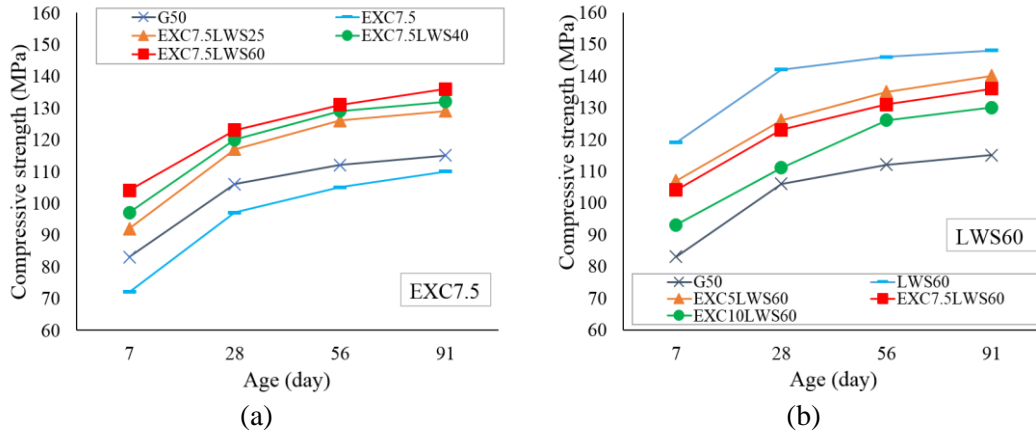 160
150
140
130
120
110
100
90
80
70
60
Compressive strength (MPa)
G50 EXC7.5
EXC7.5LWS25 EXC7.5LWS40
EXC7.5LWS60
EXC7.5
7 28 56 91
Age (day)
(a)
160
150
140
130
120
110
100
90
80
70
60
Compressive strength (MPa)
LWS60
G50 LWS60
EXC5LWS60 EXC7.5LWS60
EXC10LWS60
7 28 56 91
Age (day)
(b)